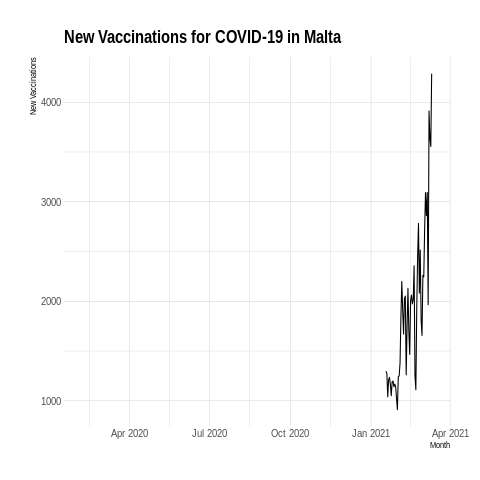 New Vaccinations for COVID-19 in Malta
New Vaccinations
4000
3000
2000
1000
Apr 2020 Jul 2020 Oct 2020 Jan 2021 Apr 2021
Month